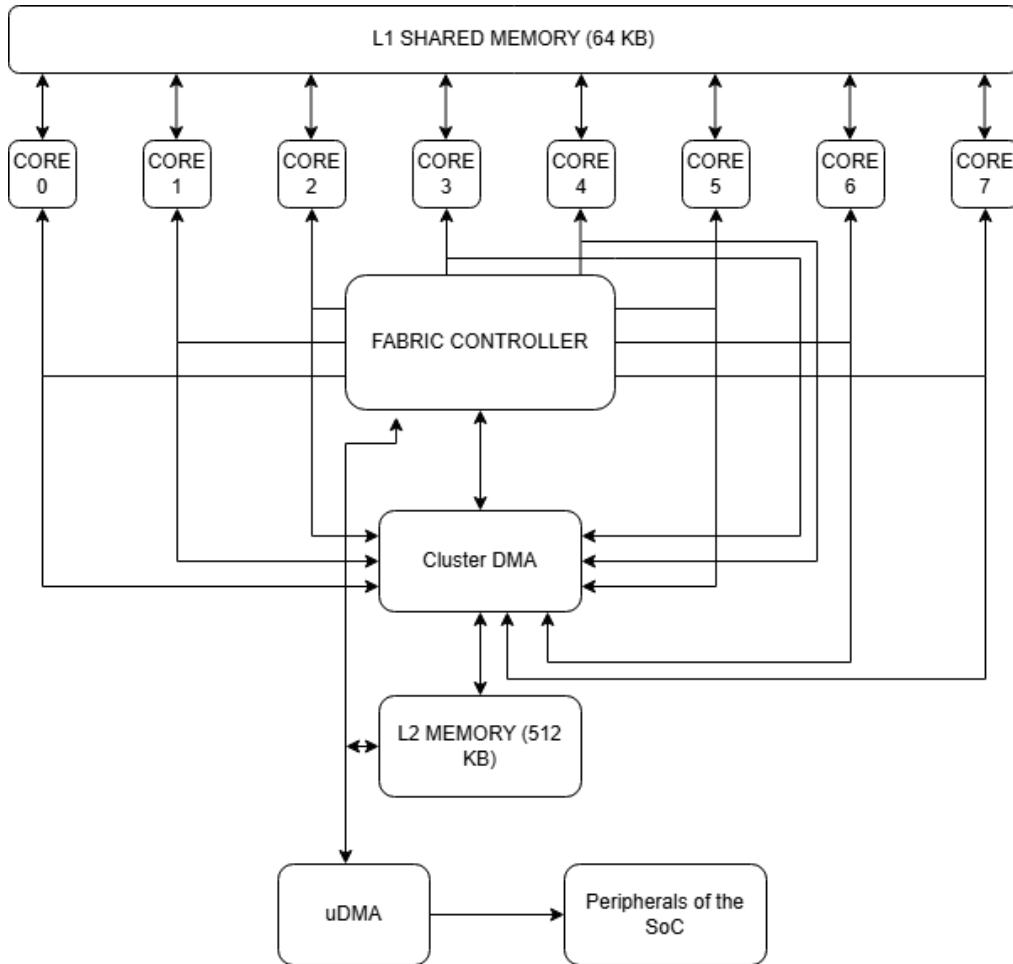 L1 SHARED MEMORY (64 KB)
CORE
0
CORE
1
CORE
2
CORE
3
CORE
4
CORE
5
CORE
6
CORE
7
FABRIC CONTROLLER
Cluster DMA
L2 MEMORY (512
KB)
uDMA
Peripherals of the
SoC